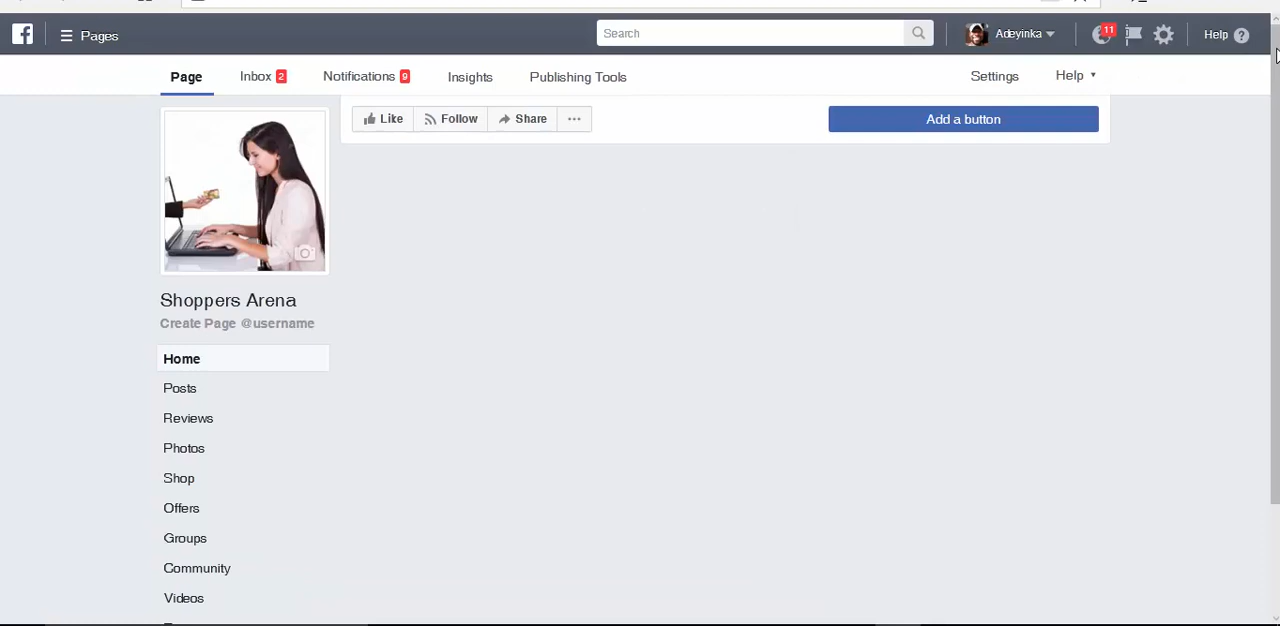 Pages Search Adeyinka 11 Help ?
Page Inbox 2 Notifications 9 Insights Publishing Tools Settings Help
Like Follow Share ... Add a button
Shoppers Arena
Create Page @username
Home
Posts
Reviews
Photos
Shop
Offers
Groups
Community
Videos